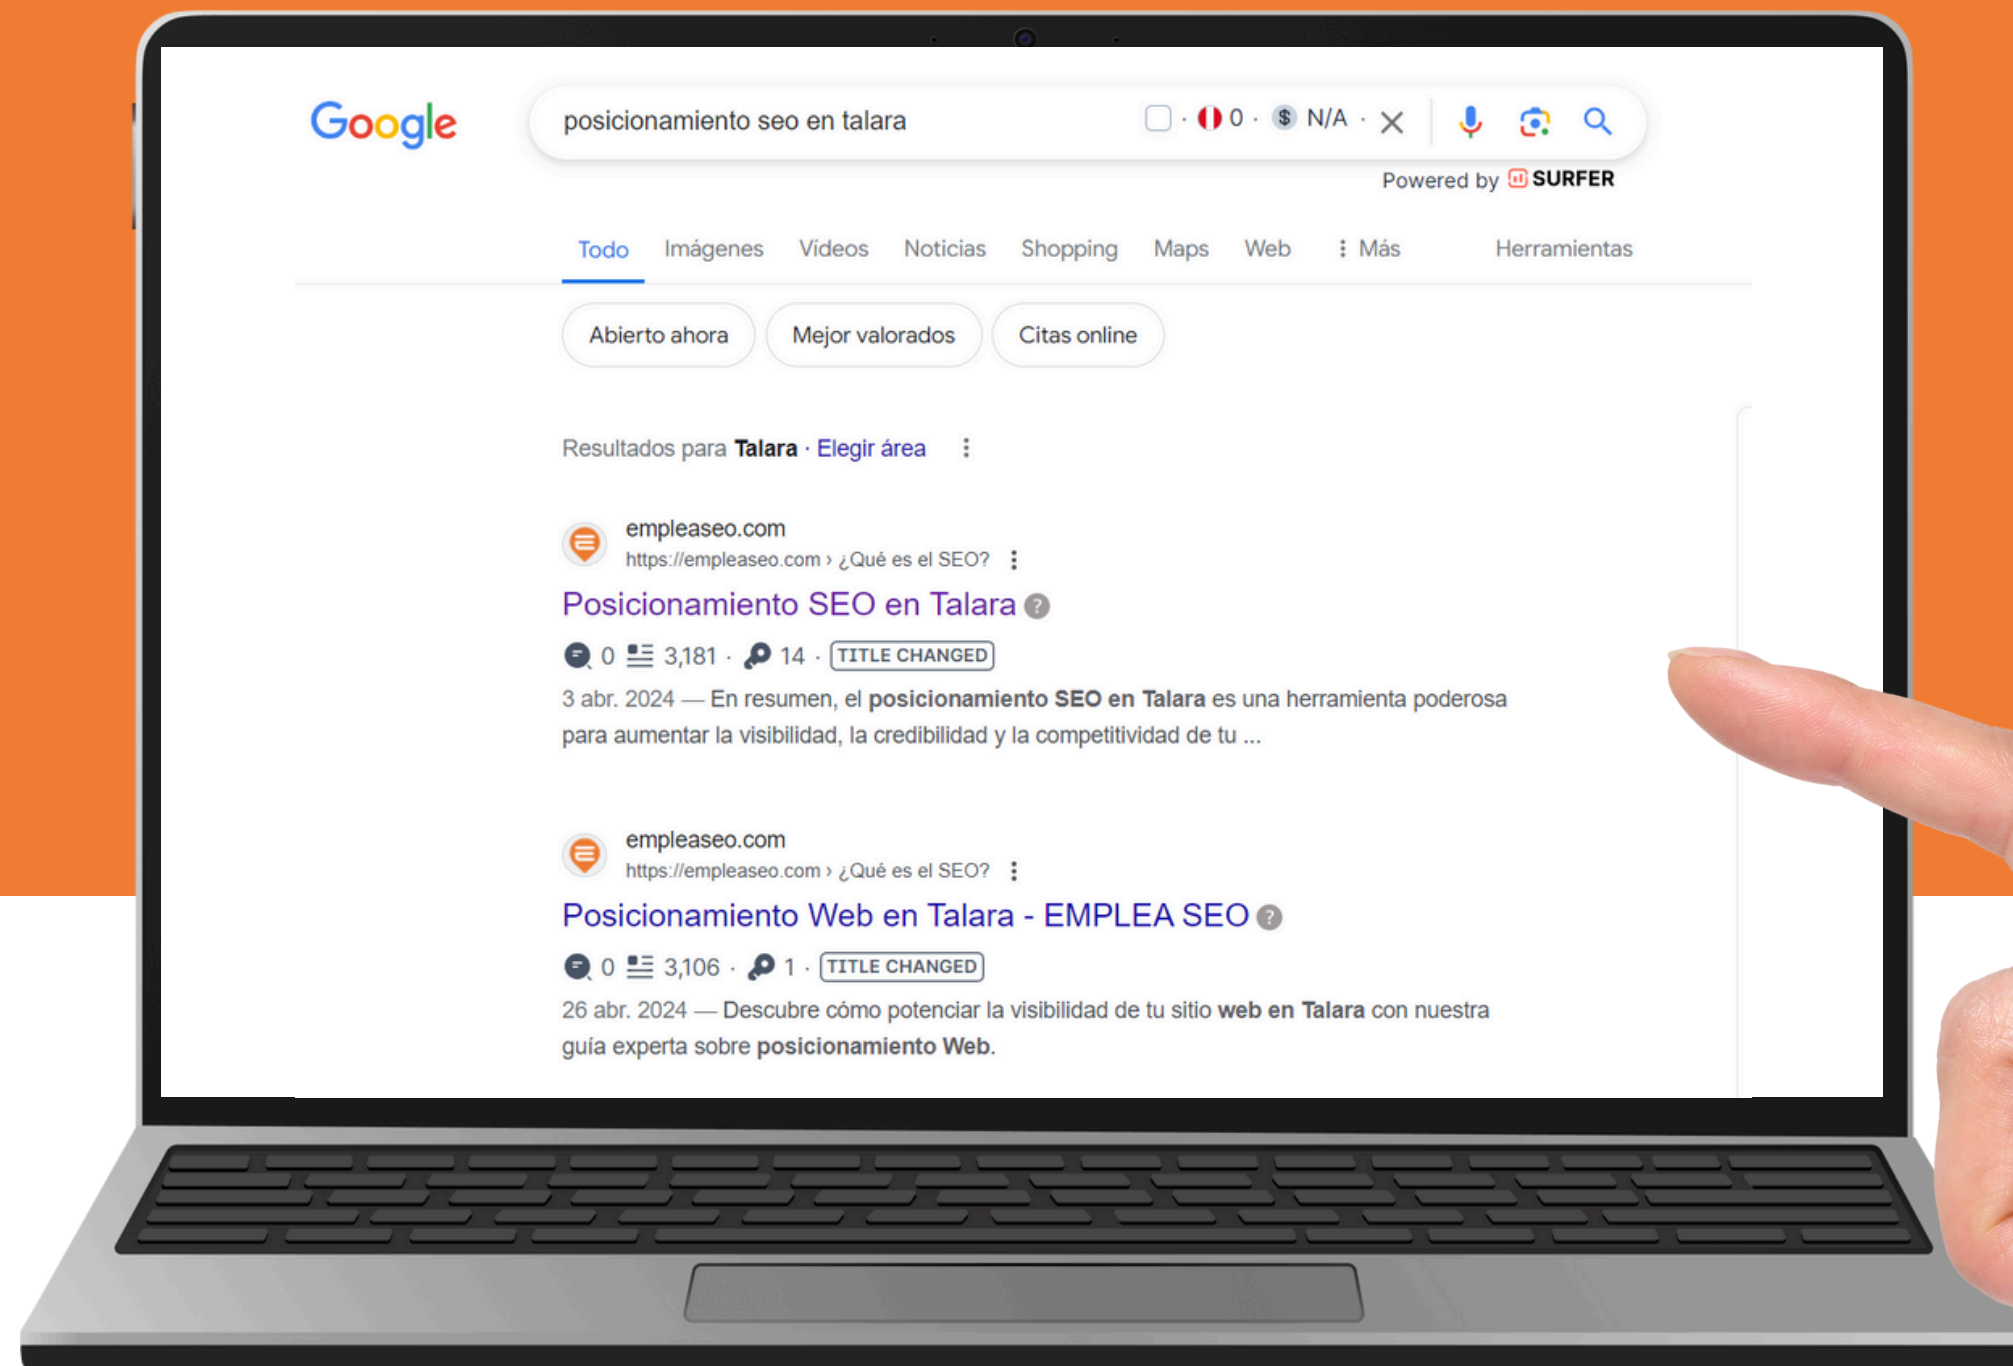 Google
posicionamiento seo en talara
0 · $ N/A ·
Powered by SURFER
Todo Imágenes Vídeos Noticias Shopping Maps Web Más Herramientas
Abierto ahora Mejor valorados Citas online
Resultados para Talara · Elegir área
empleaseo.com
https://empleaseo.com › ¿Qué es el SEO?
Posicionamiento SEO en Talara ?
0 3,181 · 14 · TITLE CHANGED
3 abr. 2024 — En resumen, el posicionamiento SEO en Talara es una herramienta poderosa
para aumentar la visibilidad, la credibilidad y la competitividad de tu ...
empleaseo.com
https://empleaseo.com › ¿Qué es el SEO?
Posicionamiento Web en Talara - EMPLEA SEO ?
0 3,106 · 1 · TITLE CHANGED
26 abr. 2024 — Descubre cómo potenciar la visibilidad de tu sitio web en Talara con nuestra
guía experta sobre posicionamiento Web.